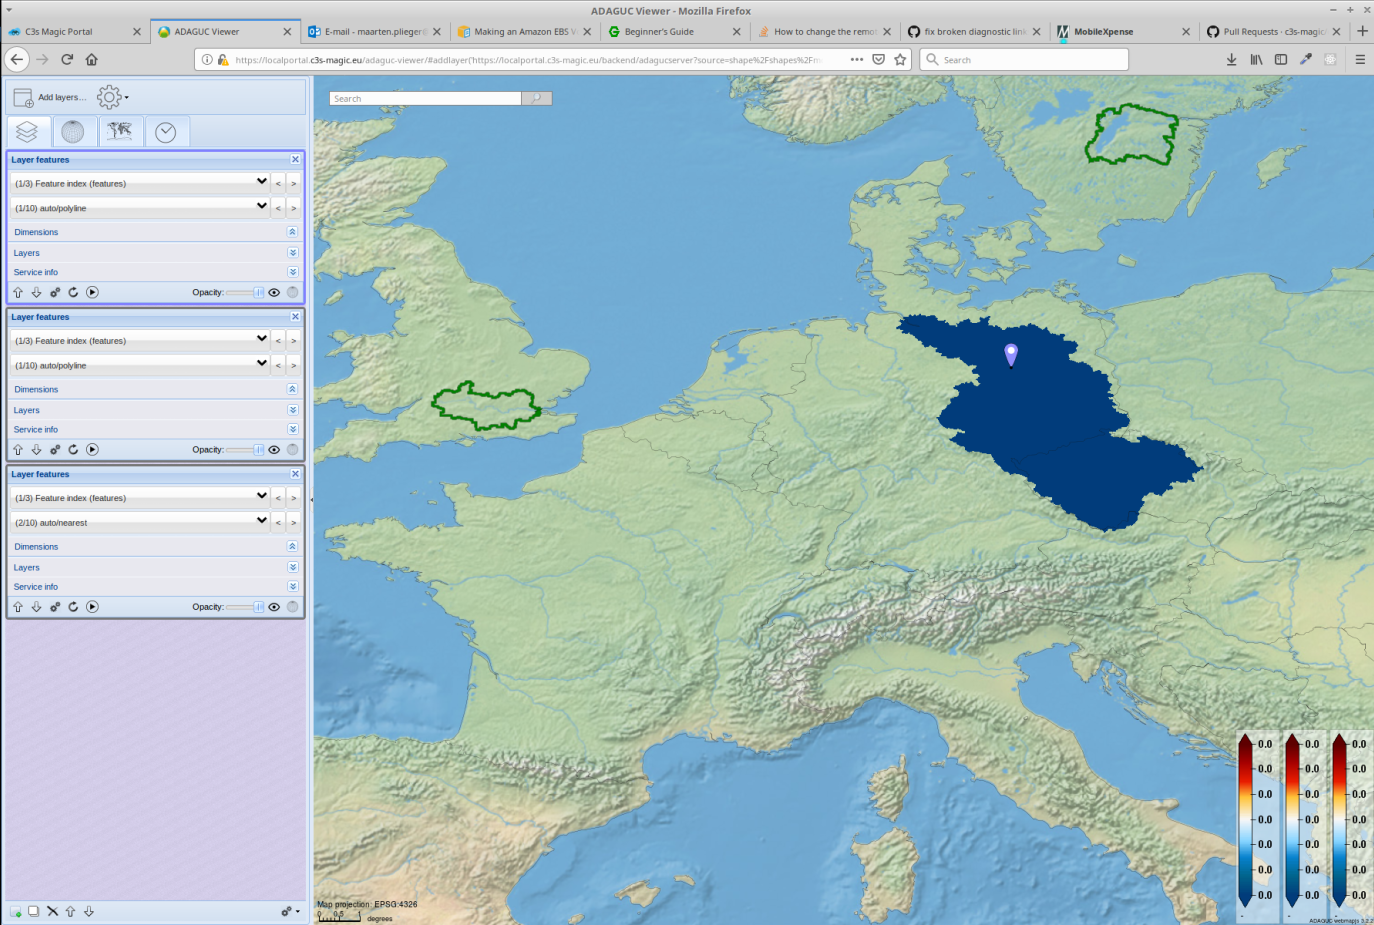 ADAGUC Viewer - Mozilla Firefox
C3s Magic Portal
ADAGUC Viewer
E-mail - maarten.plieger@
Making an Amazon EBS V
Beginner's Guide
How to change the remo
fix broken diagnostic lin
MobileXpense
Pull Requests · c3s-magic/
https://localportal.c3s-magic.eu/adaguc-viewer/#addlayer('https://localportal.c3s-magic.eu/backend/adagucserver?source=shape%2Fshapes%2Fm
Search
Add layers...
Search
Layer features
(1/3) Feature index (features)
< >
(1/10) auto/polyline
< >
Dimensions
Layers
Service info
Opacity:
Layer features
(1/3) Feature index (features)
< >
(1/10) auto/polyline
< >
Dimensions
Layers
Service info
Opacity:
Layer features
(1/3) Feature index (features)
< >
(2/10) auto/nearest
< >
Dimensions
Layers
Service info
Opacity:
0.0 0.0 0.0
0.0 0.0 0.0
0.0 0.0 0.0
0.0 0.0 0.0
0.0 0.0 0.0
0.0 0.0 0.0
0.0 0.0 0.0
Map projection: EPSG:4326
0 0.5 1
degrees
ADAGUC webmapjs 3.2.2